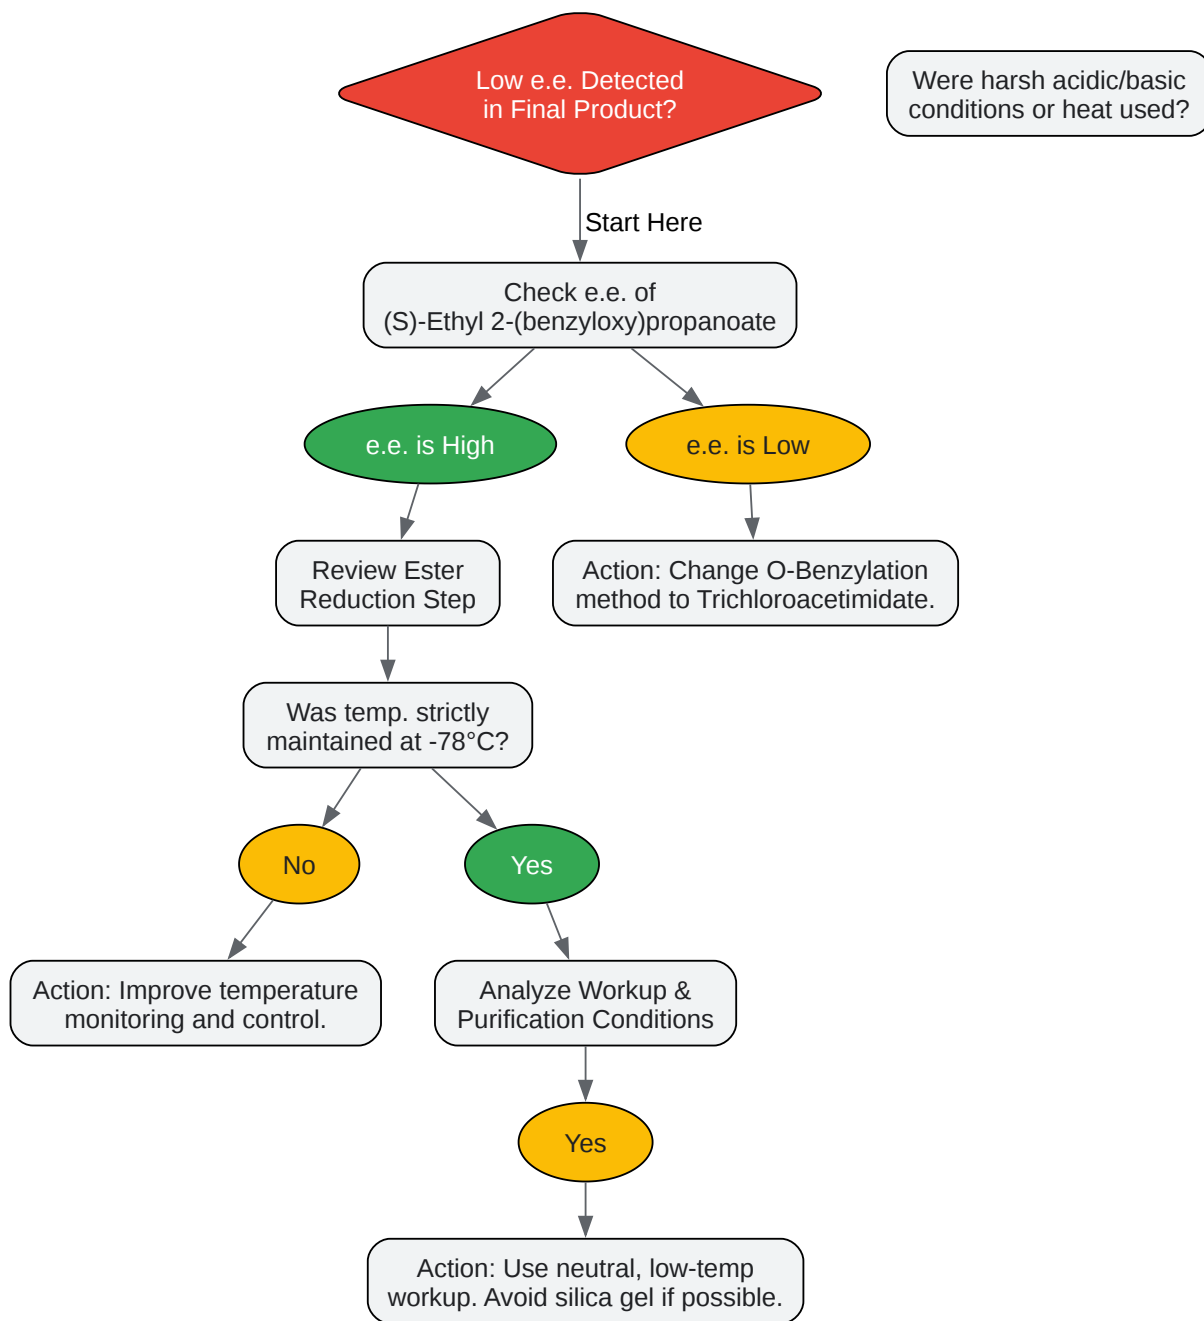 Low e.e. Detected
in Final Product?
Were harsh acidic/basic
conditions or heat used?
Start Here
Check e.e. of
(S)-Ethyl 2-(benzyloxy)propanoate
e.e. is High
e.e. is Low
Review Ester
Reduction Step
Action: Change O-Benzylation
method to Trichloroacetimidate.
Was temp. strictly
maintained at -78°C?
No
Yes
Action: Improve temperature
monitoring and control.
Analyze Workup &
Purification Conditions
Yes
Action: Use neutral, low-temp
workup. Avoid silica gel if possible.